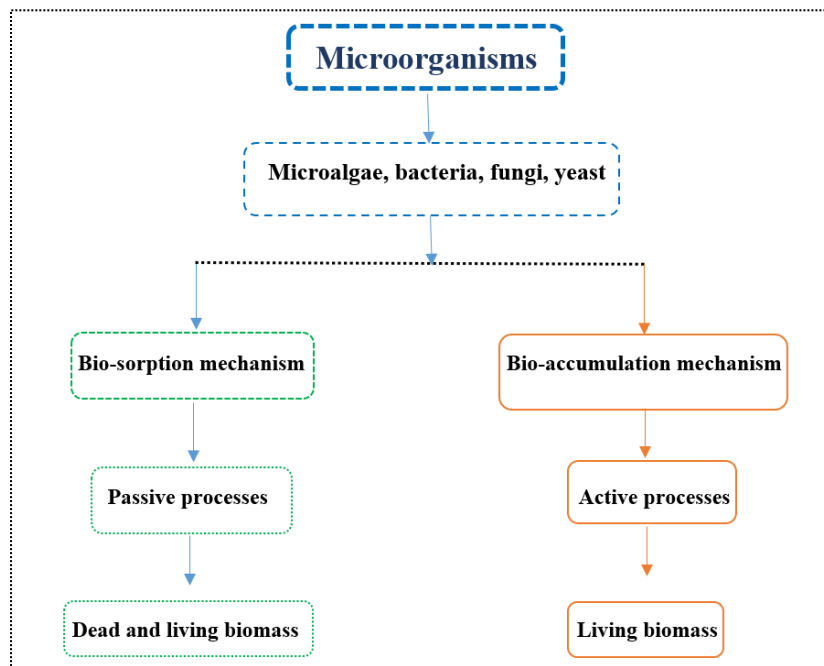 Microorganisms
Microalgae, bacteria, fungi, yeast
Bio-sorption mechanism
Bio-accumulation mechanism
Passive processes
Active processes
Dead and living biomass
Living biomass